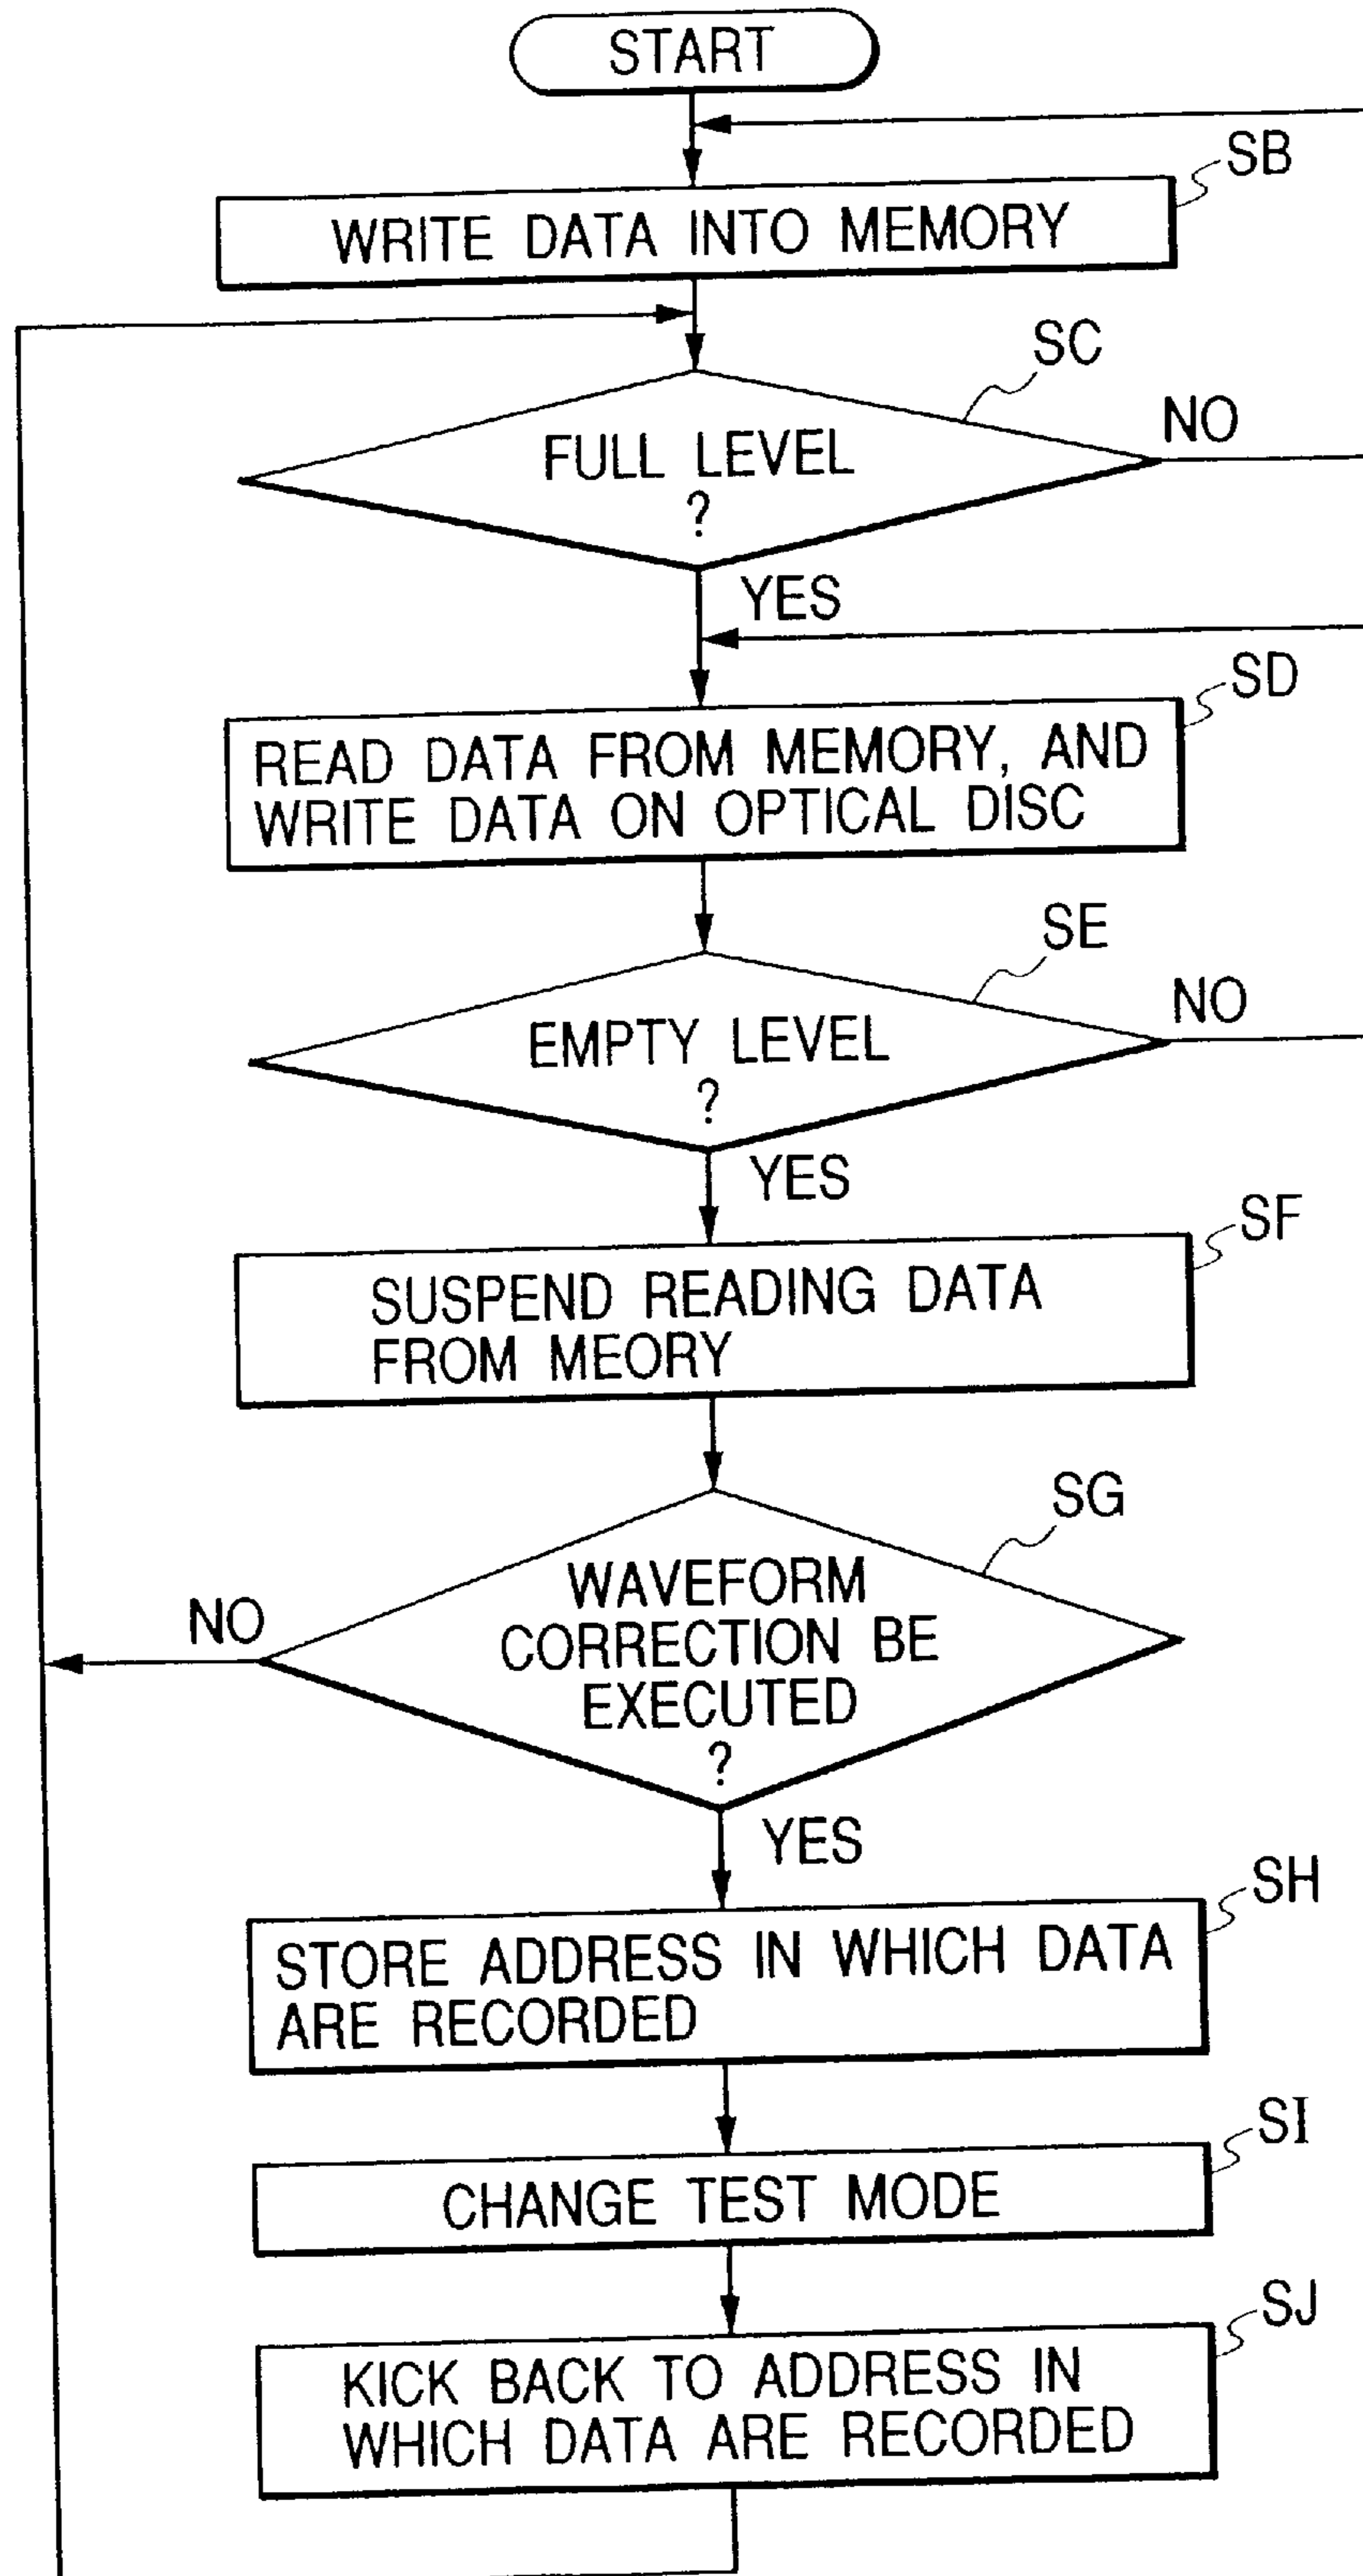 START
SB
WRITE DATA INTO MEMORY
SC
NO
FULL LEVEL
?
YES
SD
READ DATA FROM MEMORY, AND
WRITE DATA ON OPTICAL DISC
SE
NO
EMPTY LEVEL
?
YES
SF
SUSPEND READING DATA
FROM MEORY
SG
NO
WAVEFORM
CORRECTION BE
EXECUTED
?
YES
SH
STORE ADDRESS IN WHICH DATA
ARE RECORDED
SI
CHANGE TEST MODE
SJ
KICK BACK TO ADDRESS IN
WHICH DATA ARE RECORDED